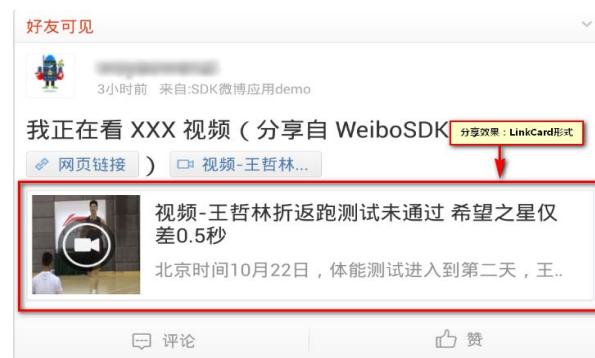 好友可见
3小时前 来自:SDK微博应用demo
我正在看 XXX 视频（分享自 WeiboSDK
分享效果：LinkCard形式
网页链接 ） 视频-王哲林...
视频-王哲林折返跑测试未通过 希望之星仅
差0.5秒
北京时间10月22日，体能测试进入到第二天，王..
评论 赞